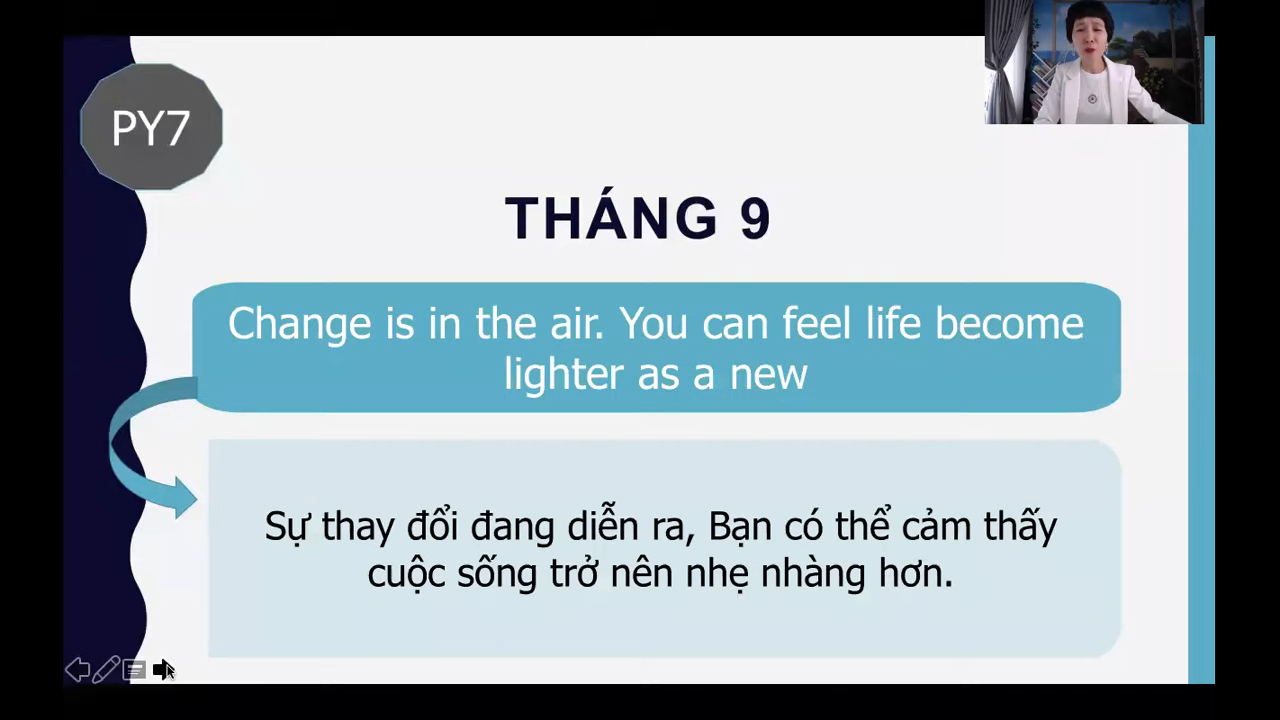 PY7
THÁNG 9
Change is in the air. You can feel life become
lighter as a new
Sự thay đổi đang diễn ra, Bạn có thể cảm thấy
cuộc sống trở nên nhẹ nhàng hơn.